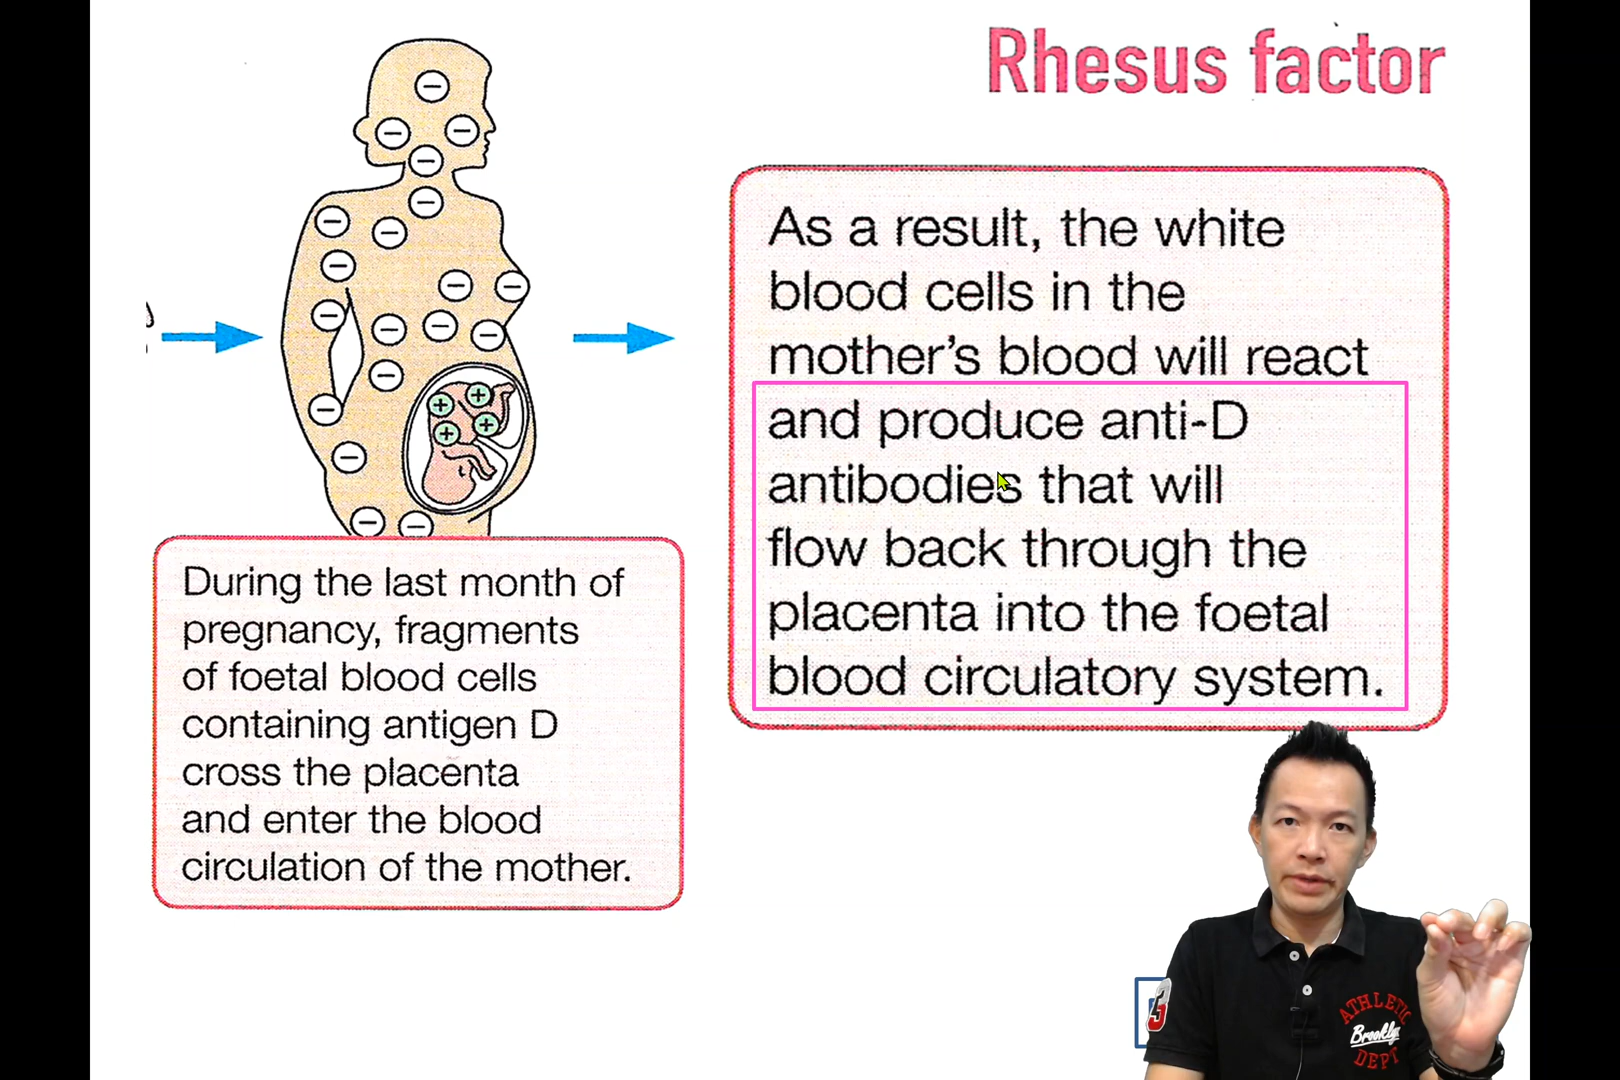 Rhesus factor
As a result, the white
blood cells in the
mother's blood will react
and produce anti-D
antibodies that will
flow back through the
placenta into the foetal
blood circulatory system.
During the last month of
pregnancy, fragments
of foetal blood cells
containing antigen D
cross the placenta
and enter the blood
circulation of the mother.
3
ATHLETIC
Brooklyn
DEPT